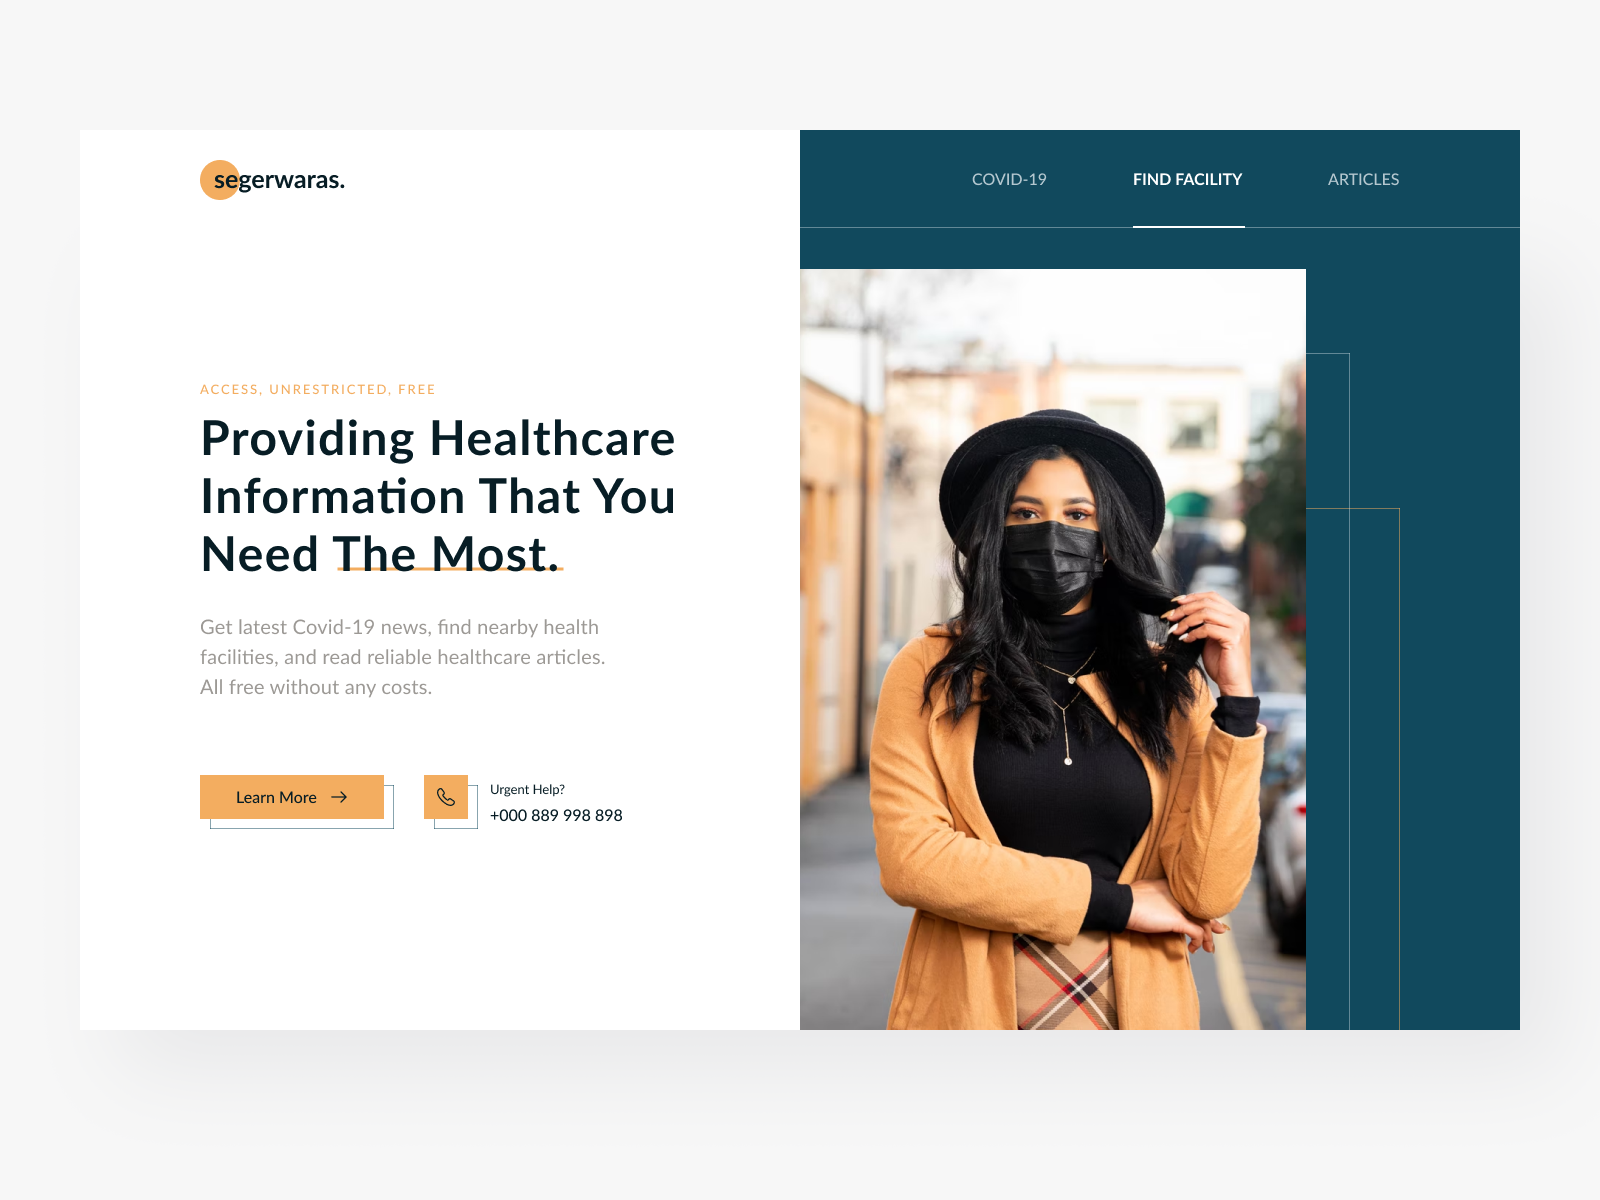 segerwaras.
COVID-19
FIND FACILITY
ARTICLES
ACCESS, UNRESTRICTED, FREE
Providing Healthcare
Information That You
Need The Most.
Get latest Covid-19 news, find nearby health
facilities, and read reliable healthcare articles.
All free without any costs.
Learn More
Urgent Help?
+000 889 998 898